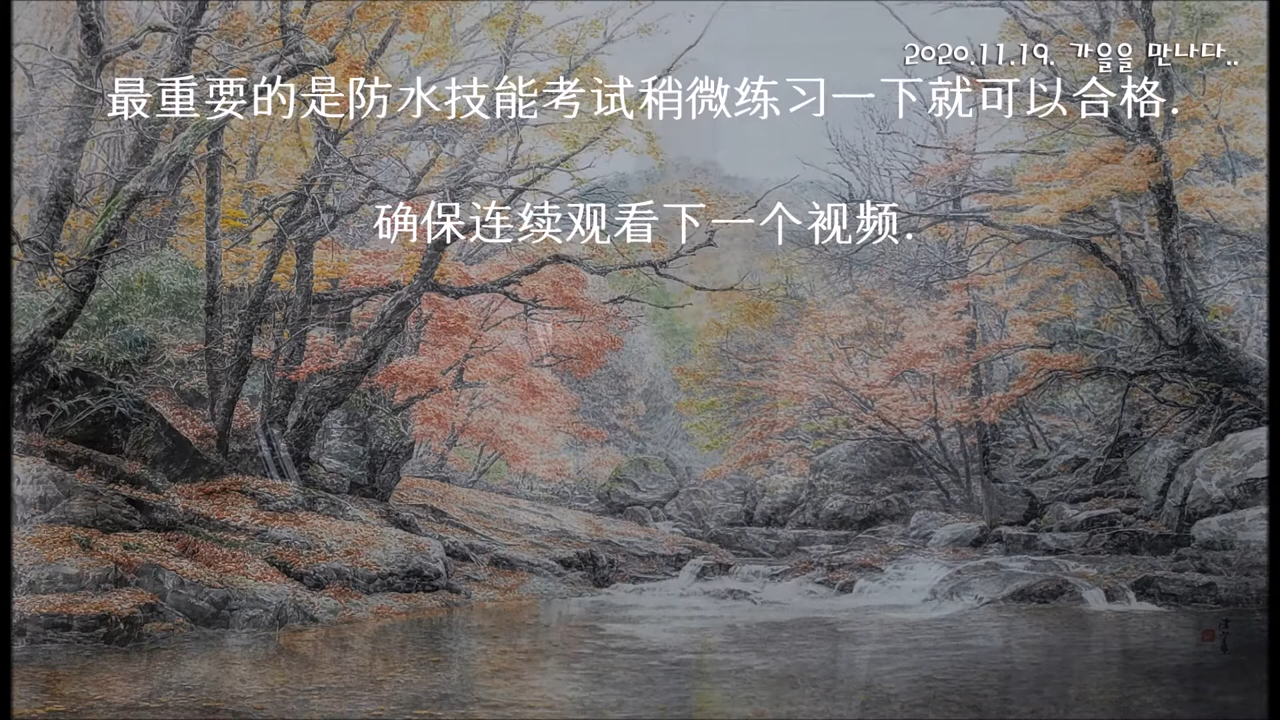 2020.11.19. 가을을 만나다..
最重要的是防水技能考试稍微练习一下就可以合格.
确保连续观看下一个视频.